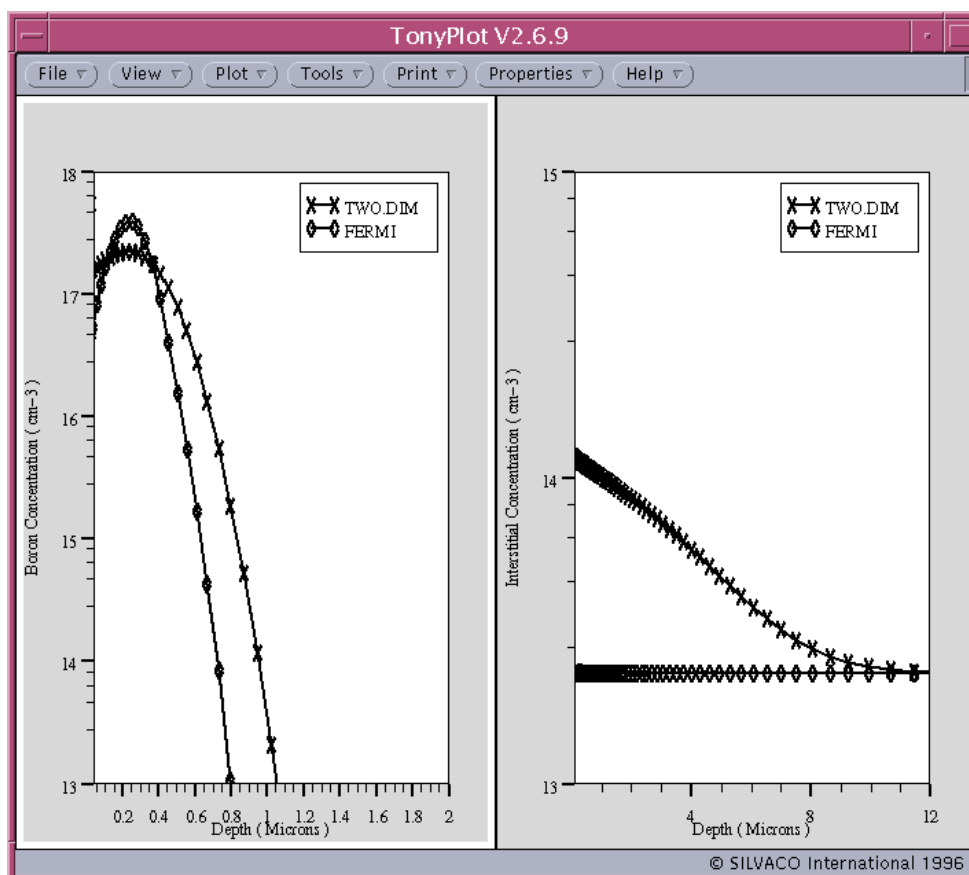 TonyPlot V2.6.9
File View Plot Tools Print Properties Help
18
17
16
15
14
13
Boron Concentration ( cm-3 )
TWO.DIM
FERMI
0.2 0.4 0.6 0.8 1 1.2 1.4 1.6 1.8 2
Depth ( Microns )
15
14
13
Interstitial Concentration ( cm-3 )
TWO.DIM
FERMI
4 8 12
Depth ( Microns )
© SILVACO International 1996